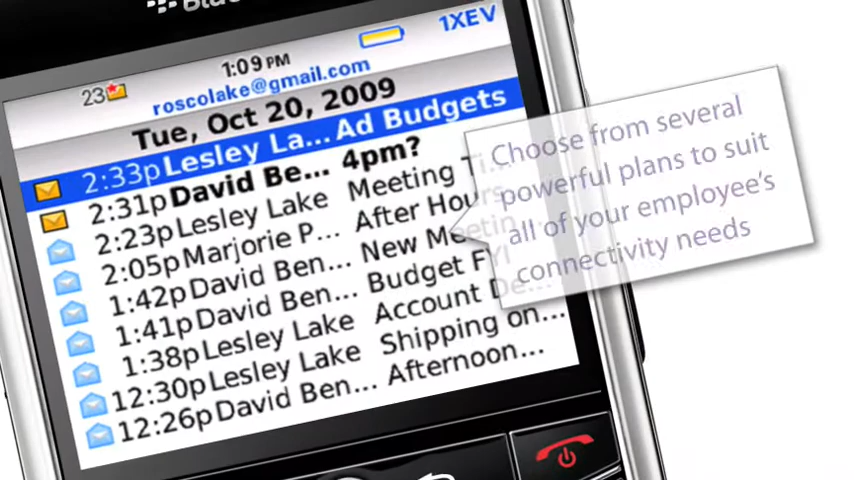 23 1:09 PM 1XEV
roscolake@gmail.com
Tue, Oct 20, 2009
2:33p Lesley La... Ad Budgets
2:31p David Be... 4pm?
2:23p Lesley Lake Meeting Ti...
2:05p Marjorie P... After Hours
1:42p David Ben... New Meetin
1:41p David Ben... Budget FYI
1:38p Lesley Lake Account De...
12:30p Lesley Lake Shipping on...
12:26p David Ben... Afternoon...
Choose from several
powerful plans to suit
all of your employee's
connectivity needs